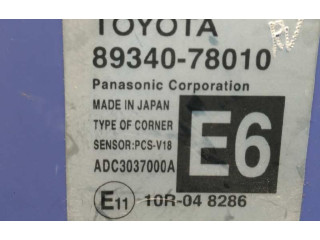 TOYOTA
89340-78010
Panasonic Corporation
MADE IN JAPAN
TYPE OF CORNER
SENSOR:PCS-V18
ADC3037000A
E6
E11 10R-04 8286